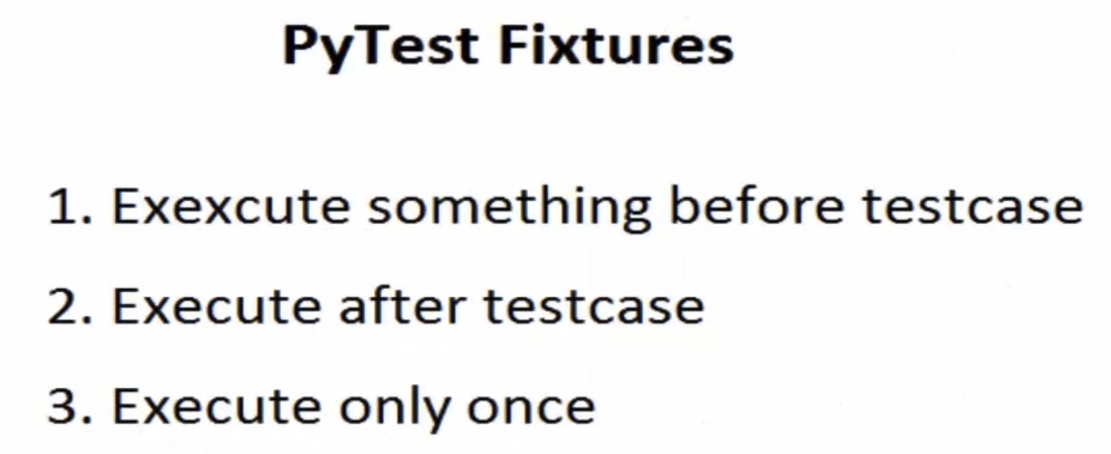 PyTest Fixtures
1. Exexcute something before testcase
2. Execute after testcase
3. Execute only once